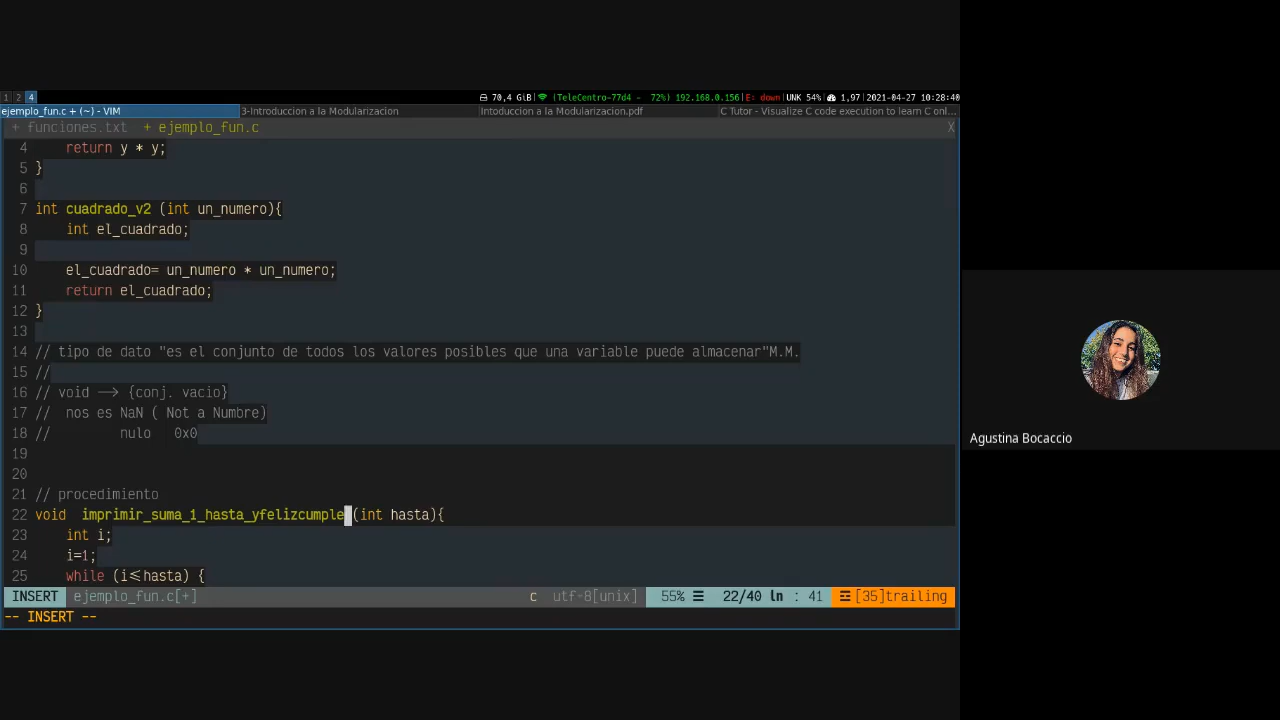 1 2 4 70,4 GiB (TeleCentro-77d4 - 72%) 192.168.0.156 E: down UNK 54% 1,97 2021-04-27 10:28:40
ejemplo_fun.c + (~) - VIM 3-Introduccion a la Modularizacion Intoduccion a la Modularizacion.pdf C Tutor - Visualize C code execution to learn C onl...
+ funciones.txt + ejemplo_fun.c X
4 return y * y;
5 }
6
7 int cuadrado_v2 (int un_numero){
8 int el_cuadrado;
9
10 el_cuadrado= un_numero * un_numero;
11 return el_cuadrado;
12 }
13
14 // tipo de dato "es el conjunto de todos los valores posibles que una variable puede almacenar"M.M.
15 //
16 // void —> {conj. vacio}
17 // nos es NaN ( Not a Numbre)
18 // nulo 0x0
19
20
21 // procedimiento
22 void imprimir_suma_1_hasta_yfelizcumple (int hasta){
23 int i;
24 i=1;
25 while (i<=hasta) {
INSERT ejemplo_fun.c[+] c utf-8[unix] 55% ☰ 22/40 ln : 41 ☲ [35]trailing
-- INSERT --
Agustina Bocaccio